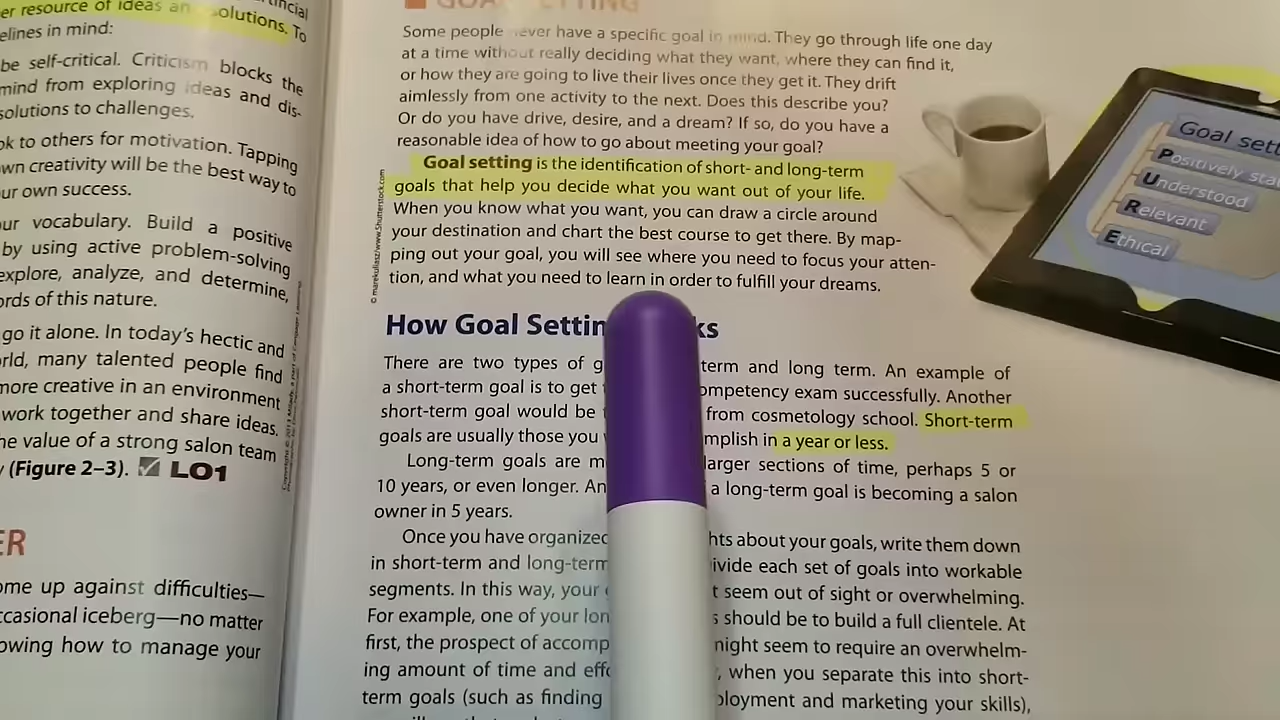 er resource of ideas an solutions. To
elines in mind:
be self-critical. Criticism blocks the
mind from exploring ideas and dis-
solutions to challenges.
ok to others for motivation. Tapping
wn creativity will be the best way to
ur own success.
ur vocabulary. Build a positive
by using active problem-solving
explore, analyze, and determine,
ords of this nature.
go it alone. In today's hectic and
rld, many talented people find
more creative in an environment
work together and share ideas.
he value of a strong salon team
(Figure 2–3). LO1
ER
ome up against difficulties—
ccasional iceberg—no matter
owing how to manage your
GOAL SETTING
Some people never have a specific goal in mind. They go through life one day
at a time without really deciding what they want, where they can find it,
or how they are going to live their lives once they get it. They drift
aimlessly from one activity to the next. Does this describe you?
Or do you have drive, desire, and a dream? If so, do you have a
reasonable idea of how to go about meeting your goal?
Goal setting is the identification of short- and long-term
goals that help you decide what you want out of your life.
When you know what you want, you can draw a circle around
your destination and chart the best course to get there. By map-
ping out your goal, you will see where you need to focus your atten-
tion, and what you need to learn in order to fulfill your dreams.
© marekuliasz/www.Shutterstock.com
Goal sett
Positively sta
Understood
Relevant
Ethical
How Goal Settin ks
There are two types of g term and long term. An example of
a short-term goal is to get ompetency exam successfully. Another
short-term goal would be from cosmetology school. Short-term
goals are usually those you mplish in a year or less.
Long-term goals are m larger sections of time, perhaps 5 or
10 years, or even longer. An a long-term goal is becoming a salon
owner in 5 years.
Once you have organized hts about your goals, write them down
in short-term and long-term ivide each set of goals into workable
segments. In this way, your t seem out of sight or overwhelming.
For example, one of your lon s should be to build a full clientele. At
first, the prospect of accomp night seem to require an overwhelm-
ing amount of time and effo , when you separate this into short-
term goals (such as finding ployment and marketing your skills),